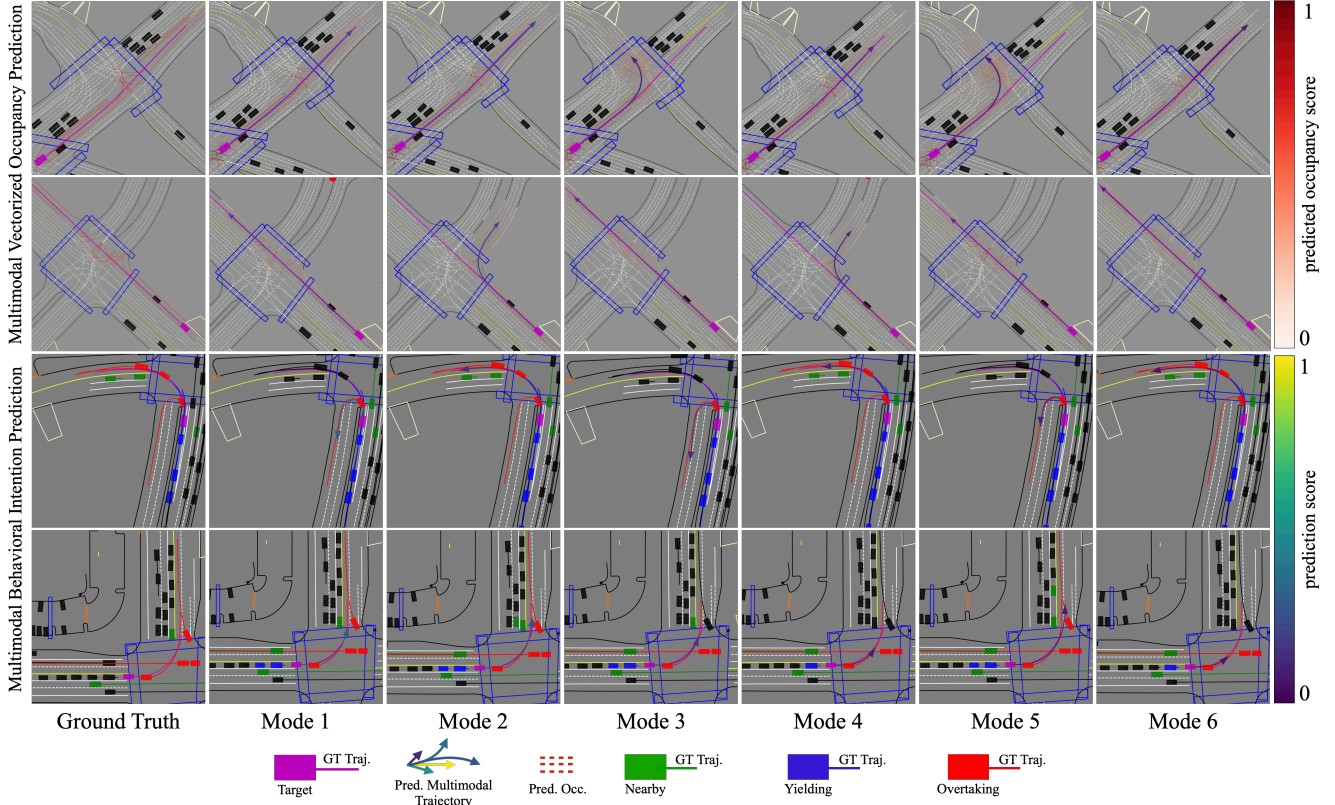 Multimodal Vectorized Occupancy Prediction
1
predicted occupancy score
0
Multimodal Behavioral Intention Prediction
1
prediction score
0
Ground Truth
Mode 1
Mode 2
Mode 3
Mode 4
Mode 5
Mode 6
GT Traj.
Target
Pred. Multimodal
Trajectory
Pred. Occ.
GT Traj.
Nearby
GT Traj.
Yielding
GT Traj.
Overtaking